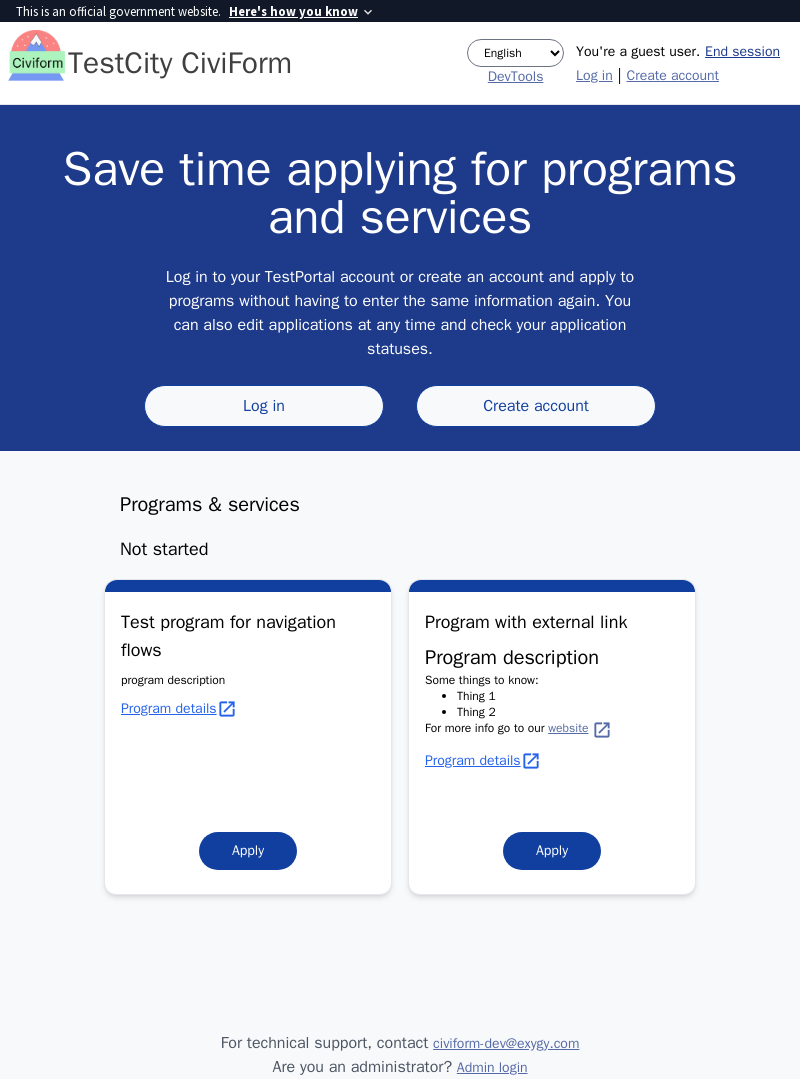 This is an official government website. Here's how you know
Civiform
TestCity CiviForm
English
DevTools
You're a guest user. End session
Log in | Create account
Save time applying for programs
and services
Log in to your TestPortal account or create an account and apply to
programs without having to enter the same information again. You
can also edit applications at any time and check your application
statuses.
Log in
Create account
Programs & services
Not started
Test program for navigation
flows
program description
Program details
Apply
Program with external link
Program description
Some things to know:
• Thing 1
• Thing 2
For more info go to our website
Program details
Apply
For technical support, contact civiform-dev@exygy.com
Are you an administrator? Admin login